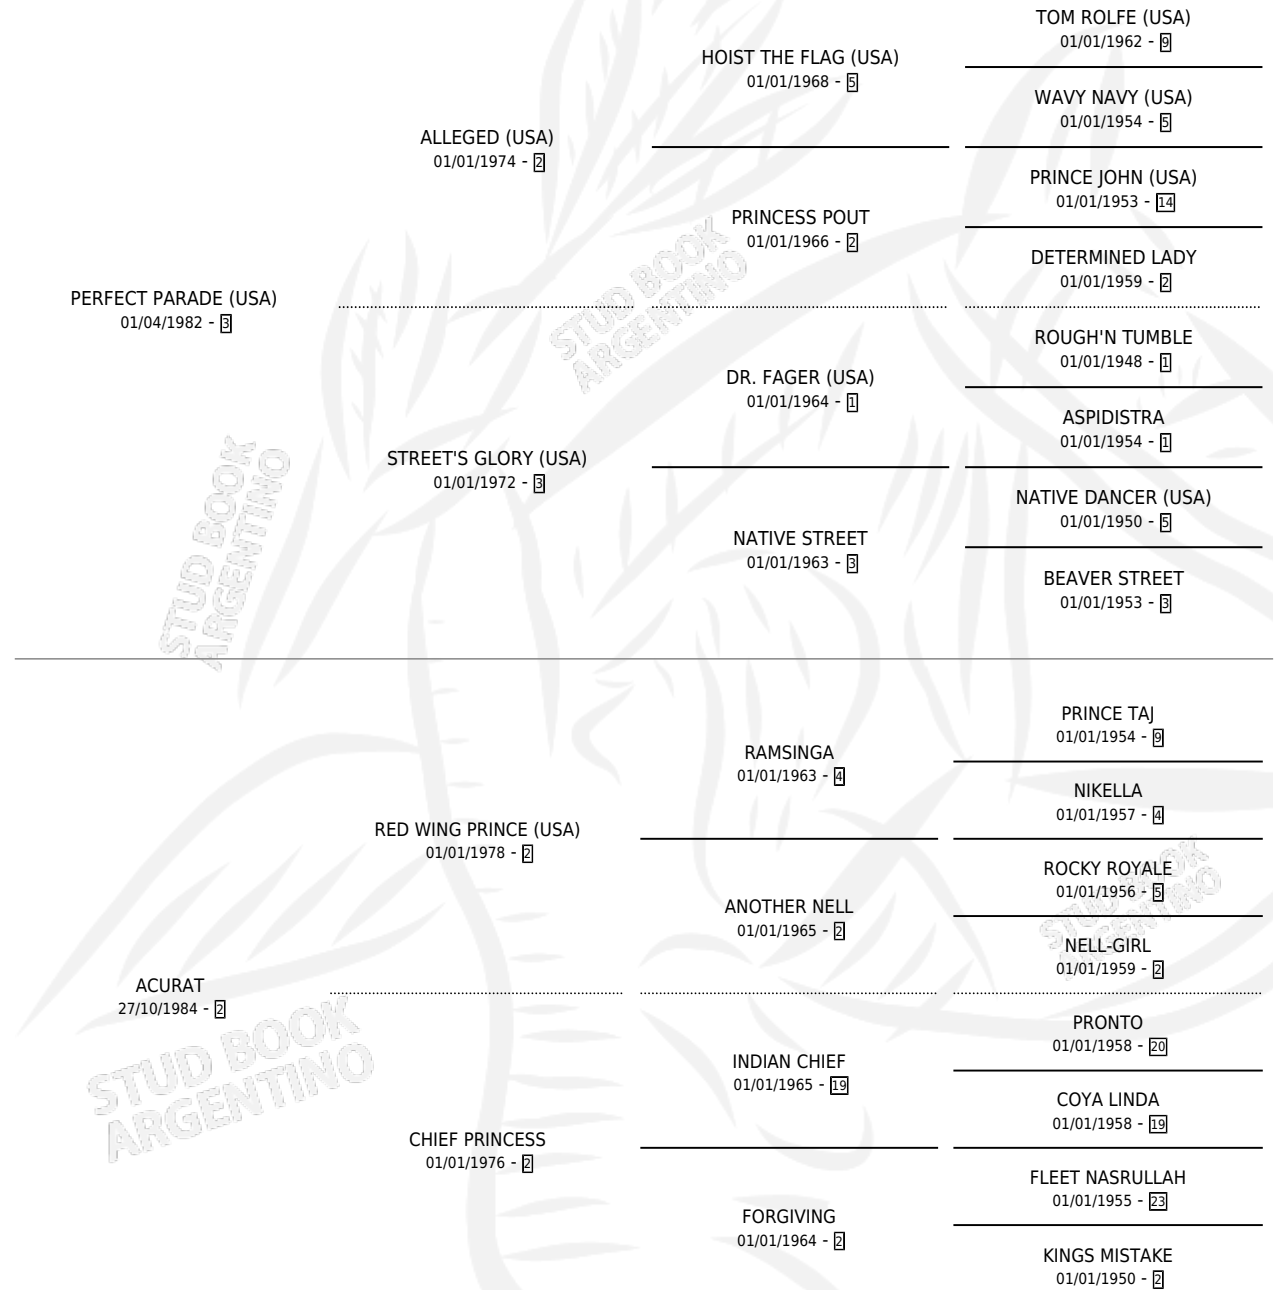 TOM ROLFE (USA)
01/01/1962 - 9
HOIST THE FLAG (USA)
01/01/1968 - 5
WAVY NAVY (USA)
01/01/1954 - 5
ALLEGED (USA)
01/01/1974 - 2
PRINCE JOHN (USA)
01/01/1953 - 14
PRINCESS POUT
01/01/1966 - 2
DETERMINED LADY
01/01/1959 - 2
PERFECT PARADE (USA)
01/04/1982 - 3
ROUGH'N TUMBLE
01/01/1948 - 1
DR. FAGER (USA)
01/01/1964 - 1
ASPIDISTRA
01/01/1954 - 1
STREET'S GLORY (USA)
01/01/1972 - 3
NATIVE DANCER (USA)
01/01/1950 - 5
NATIVE STREET
01/01/1963 - 3
BEAVER STREET
01/01/1953 - 3
STUD BOOK
ARGENTINO
STUD BOOK
ARGENTINO
PRINCE TAJ
01/01/1954 - 9
RAMSINGA
01/01/1963 - 4
NIKELLA
01/01/1957 - 4
RED WING PRINCE (USA)
01/01/1978 - 2
ROCKY ROYALE
01/01/1956 - 5
ANOTHER NELL
01/01/1965 - 2
NELL-GIRL
01/01/1959 - 2
ACURAT
27/10/1984 - 2
PRONTO
01/01/1958 - 20
INDIAN CHIEF
01/01/1965 - 19
COYA LINDA
01/01/1958 - 19
CHIEF PRINCESS
01/01/1976 - 2
FLEET NASRULLAH
01/01/1955 - 23
FORGIVING
01/01/1964 - 2
KINGS MISTAKE
01/01/1950 - 2
STUD BOOK
ARGENTINO
STUD BOOK
ARGENTINO